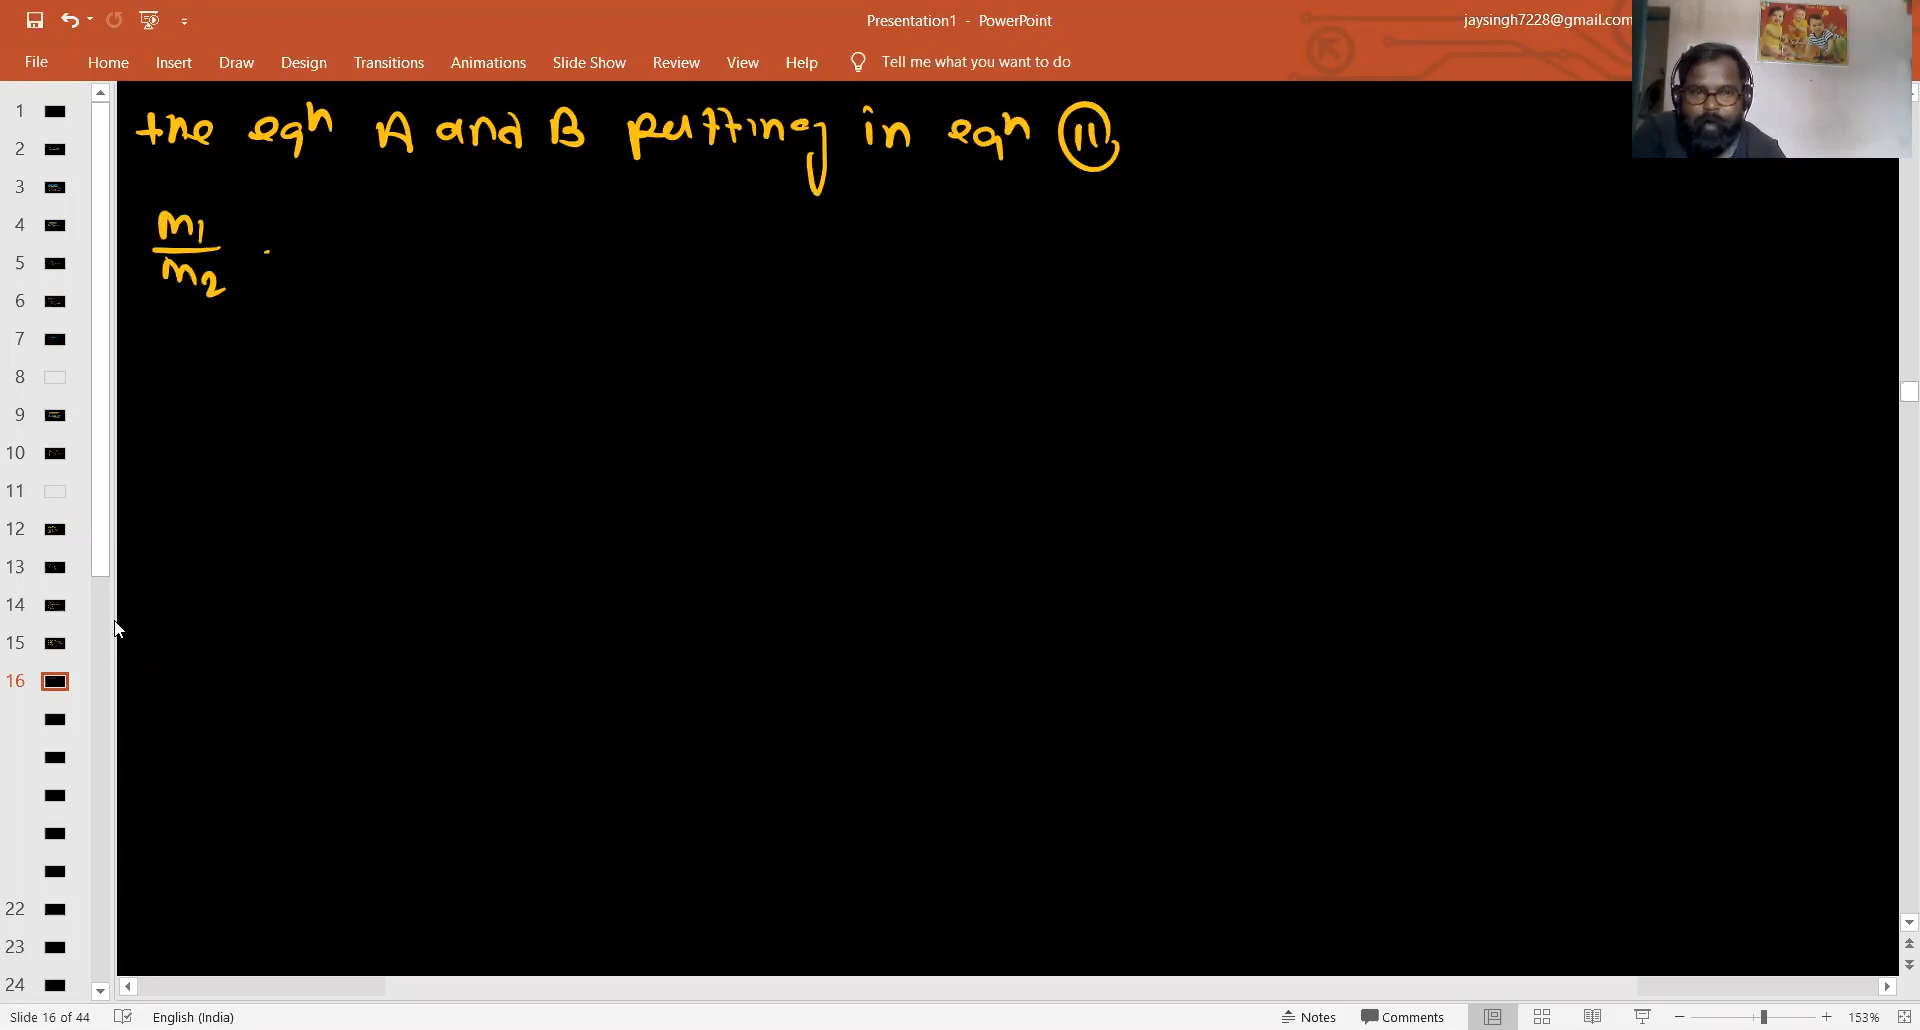 Presentation1 - PowerPoint
jaysingh7228@gmail.com
File Home Insert Draw Design Transitions Animations Slide Show Review View Help Tell me what you want to do
the eqn A and B putting in eqn (11)
m1
m2
1
2
3
4
5
6
7
8
9
10
11
12
13
14
15
16
22
23
24
Slide 16 of 44 English (India) Notes Comments 153%